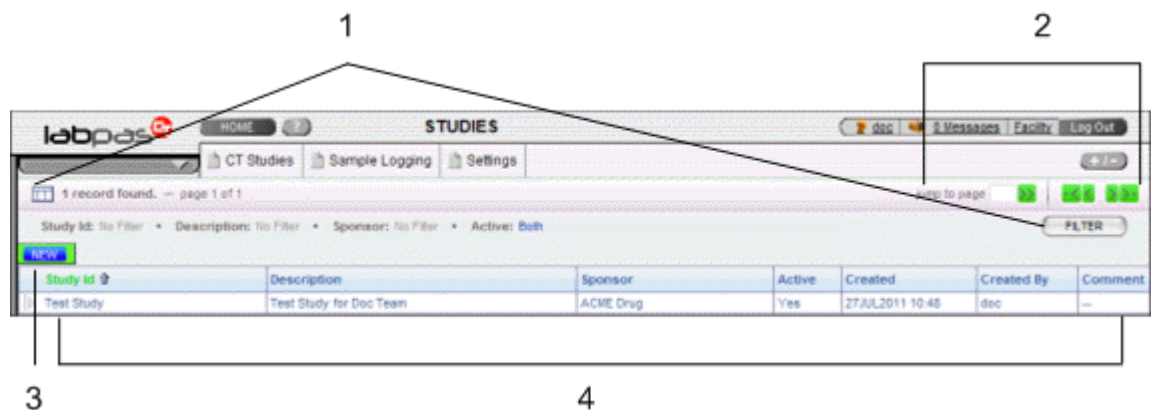 1 2
labpas CT HOME ? STUDIES doc 0 Messages Facility Log Out
CT Studies Sample Logging Settings + / -
1 record found. — page 1 of 1 jump to page
Study Id: No Filter • Description: No Filter • Sponsor: No Filter • Active: Both FILTER
NEW
Study Id Description Sponsor Active Created Created By Comment
Test Study Test Study for Doc Team ACME Drug Yes 27JUL2011 10:46 doc —
3 4